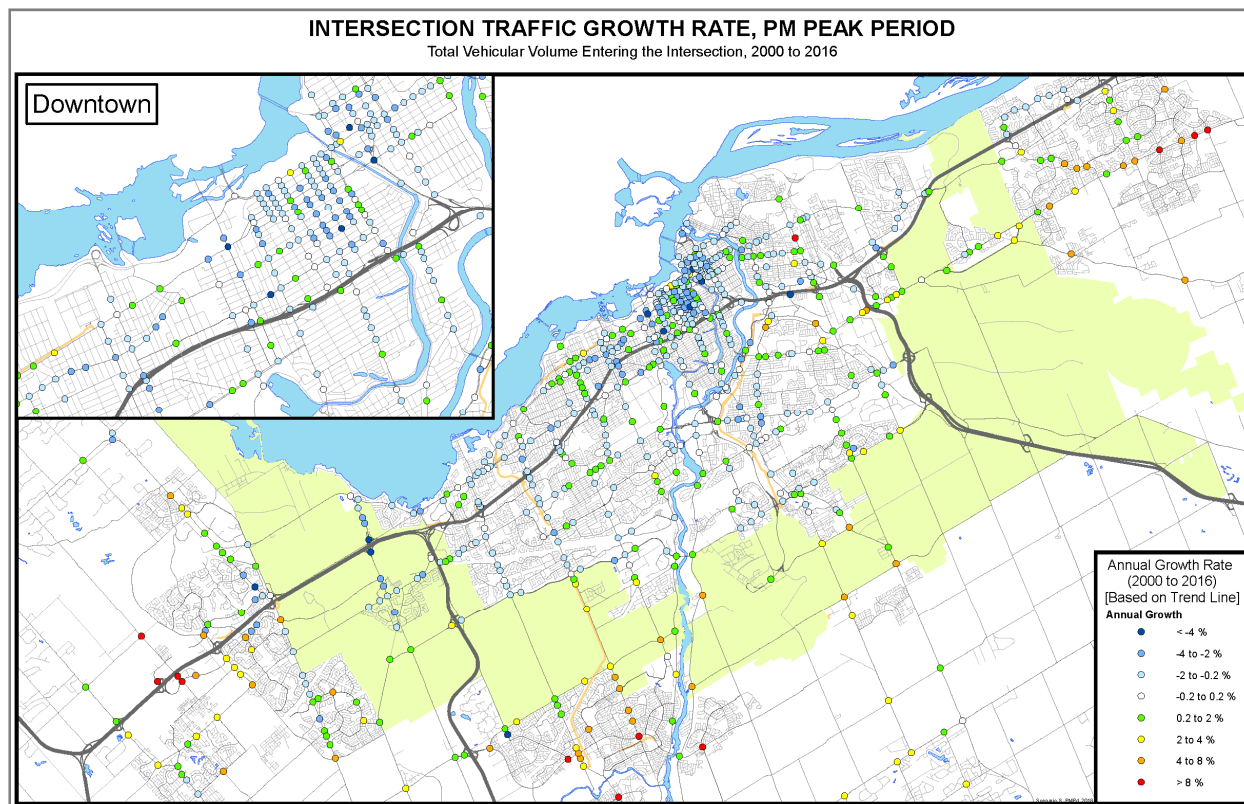 INTERSECTION TRAFFIC GROWTH RATE, PM PEAK PERIOD
Total Vehicular Volume Entering the Intersection, 2000 to 2016
Downtown
Annual Growth Rate
(2000 to 2016)
[Based on Trend Line]
Annual Growth
< -4 %
-4 to -2 %
-2 to -0.2 %
-0.2 to 0.2 %
0.2 to 2 %
2 to 4 %
4 to 8 %
> 8 %